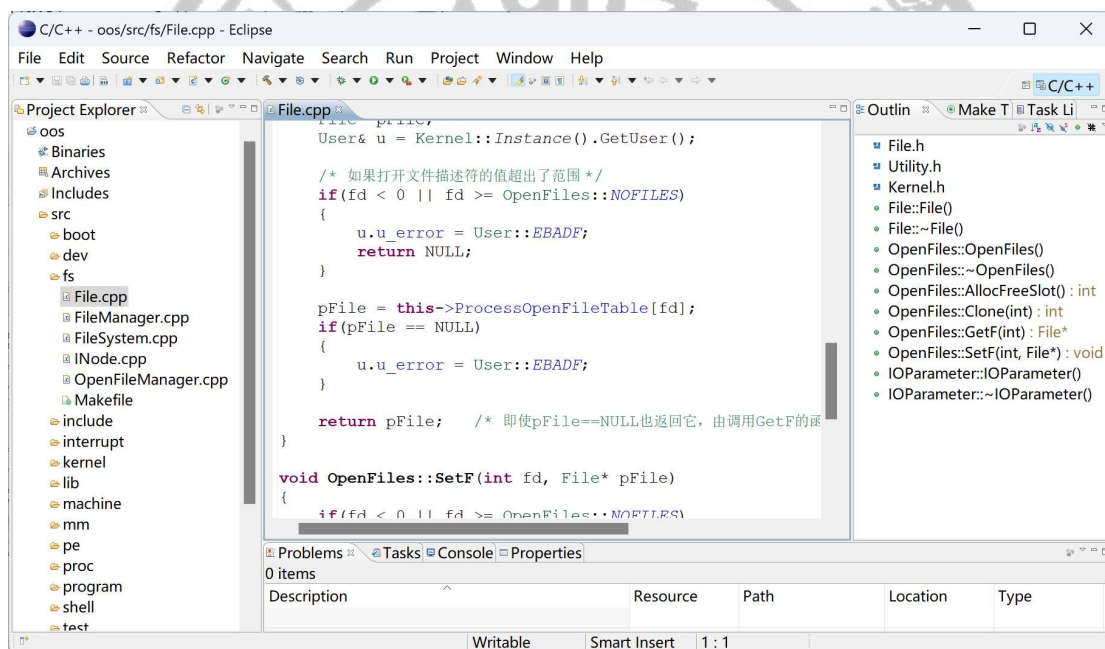 C/C++ - oos/src/fs/File.cpp - Eclipse
File Edit Source Refactor Navigate Search Run Project Window Help
C/C++
Project Explorer
oos
Binaries
Archives
Includes
src
boot
dev
fs
File.cpp
FileManager.cpp
FileSystem.cpp
INode.cpp
OpenFileManager.cpp
Makefile
include
interrupt
kernel
lib
machine
mm
pe
proc
program
shell
test
File.cpp
File* pFile;
User& u = Kernel::Instance().GetUser();
/* 如果打开文件描述符的值超出了范围 */
if(fd < 0 || fd >= OpenFiles::NOFILES)
{
u.u_error = User::EBADF;
return NULL;
}
pFile = this->ProcessOpenFileTable[fd];
if(pFile == NULL)
{
u.u_error = User::EBADF;
}
return pFile; /* 即使pFile==NULL也返回它，由调用GetF的函
}
void OpenFiles::SetF(int fd, File* pFile)
{
if(fd < 0 || fd >= OpenFiles::NOFILES)
Outlin Make T Task Li
File.h
Utility.h
Kernel.h
File::File()
File::~File()
OpenFiles::OpenFiles()
OpenFiles::~OpenFiles()
OpenFiles::AllocFreeSlot() : int
OpenFiles::Clone(int) : int
OpenFiles::GetF(int) : File*
OpenFiles::SetF(int, File*) : void
IOParameter::IOParameter()
IOParameter::~IOParameter()
Problems Tasks Console Properties
0 items
Description Resource Path Location Type
Writable Smart Insert 1 : 1